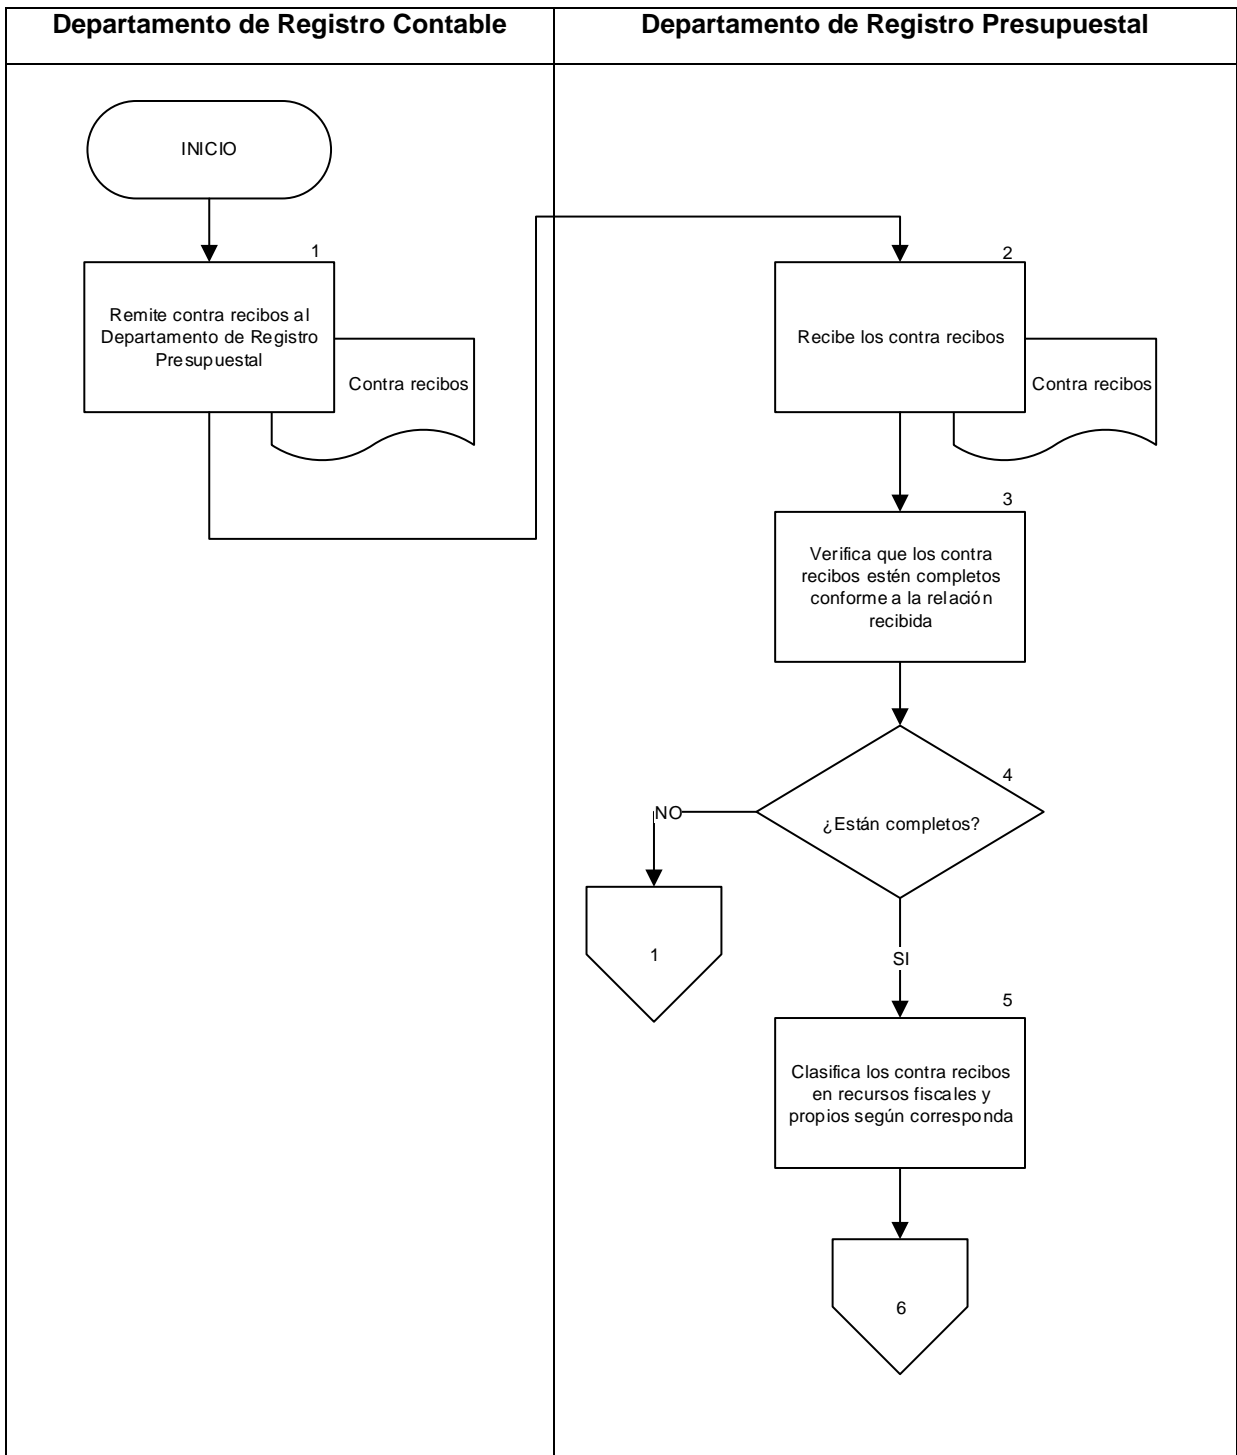 Departamento de Registro Contable
Departamento de Registro Presupuestal
INICIO
1
Remite contra recibos al
Departamento de Registro
Presupuestal
Contra recibos
2
Recibe los contra recibos
Contra recibos
3
Verifica que los contra
recibos estén completos
conforme a la relación
recibida
4
¿Están completos?
NO
1
SI
5
Clasifica los contra recibos
en recursos fiscales y
propios según corresponda
6